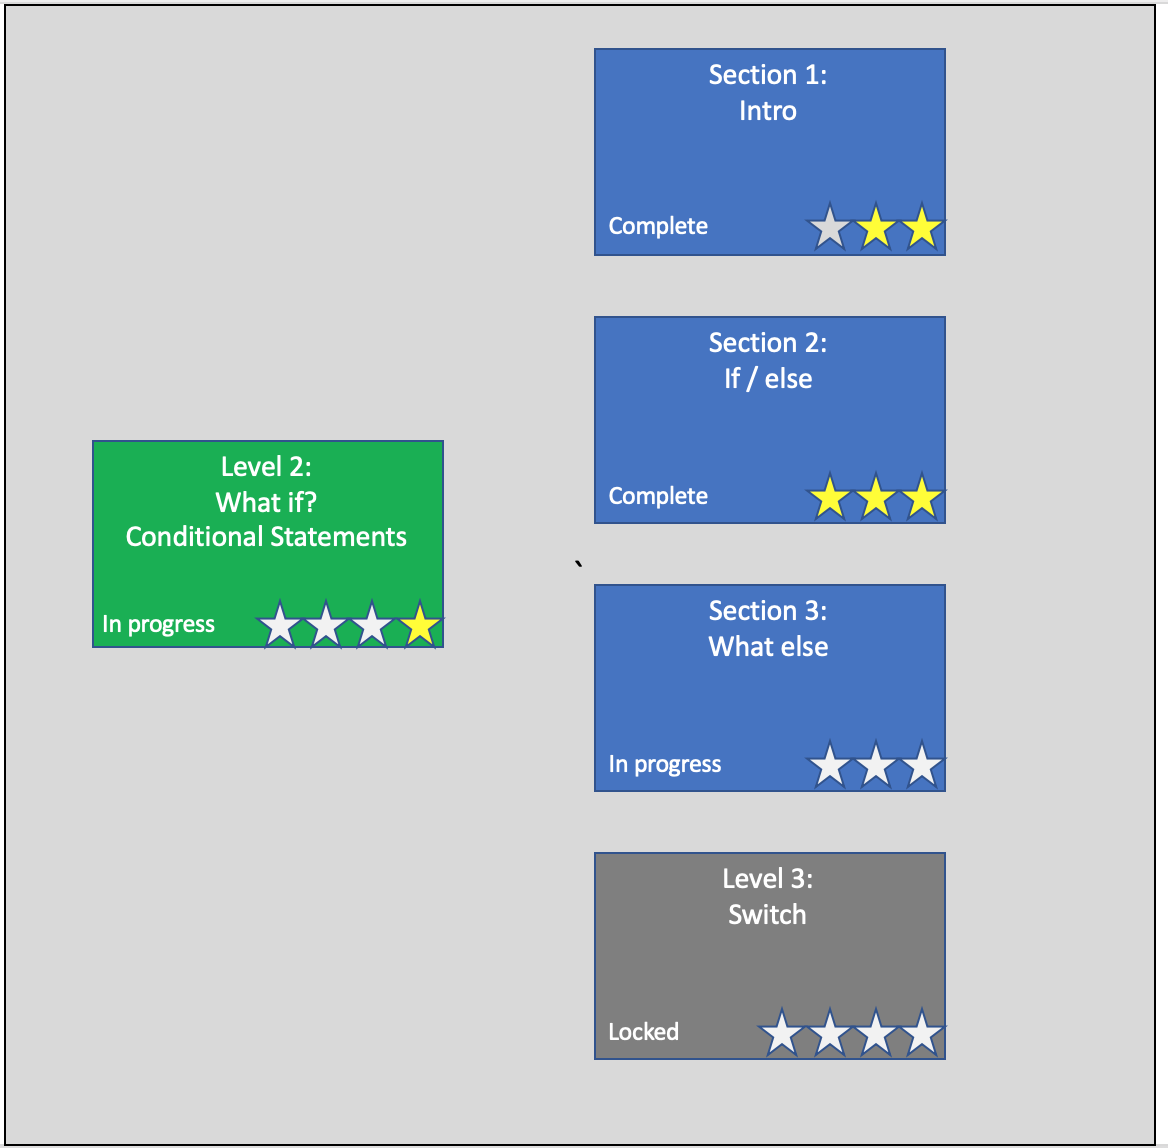 Level 2:
What if?
Conditional Statements
In progress
Section 1:
Intro
Complete
Section 2:
If / else
Complete
`
Section 3:
What else
In progress
Level 3:
Switch
Locked